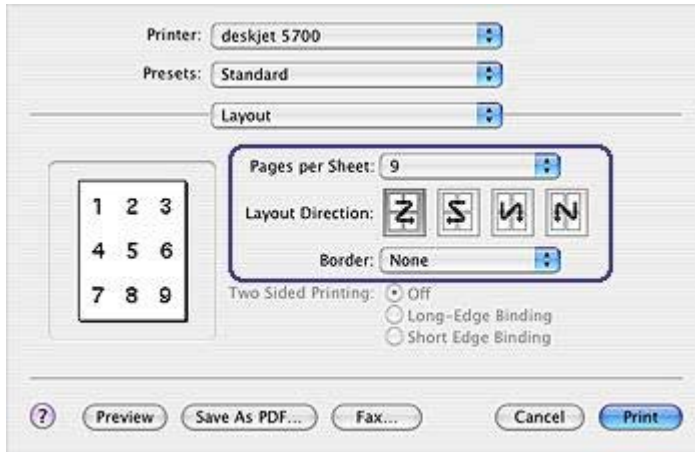 Printer: deskjet 5700
Presets: Standard
Layout
Pages per Sheet: 9
1 2 3
Layout Direction:
4 5 6
Border: None
7 8 9
Two Sided Printing: Off
Long-Edge Binding
Short Edge Binding
? Preview Save As PDF... Fax... Cancel Print